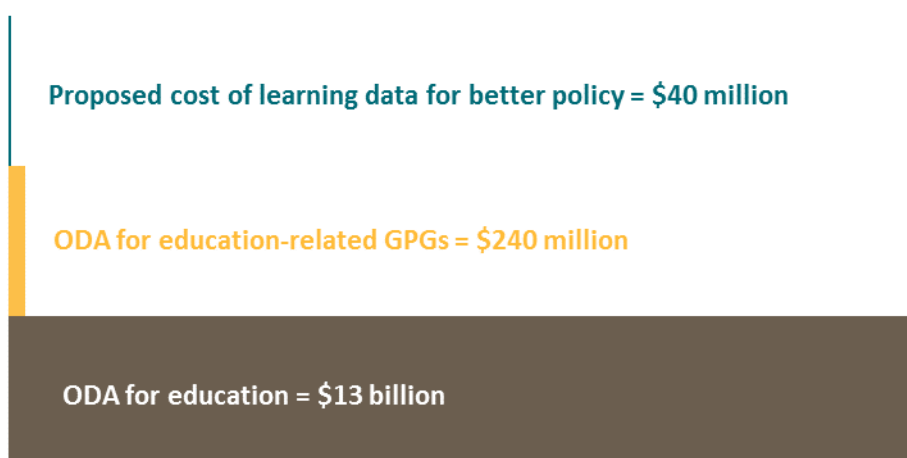 Proposed cost of learning data for better policy = $40 million
ODA for education-related GPGs = $240 million
ODA for education = $13 billion